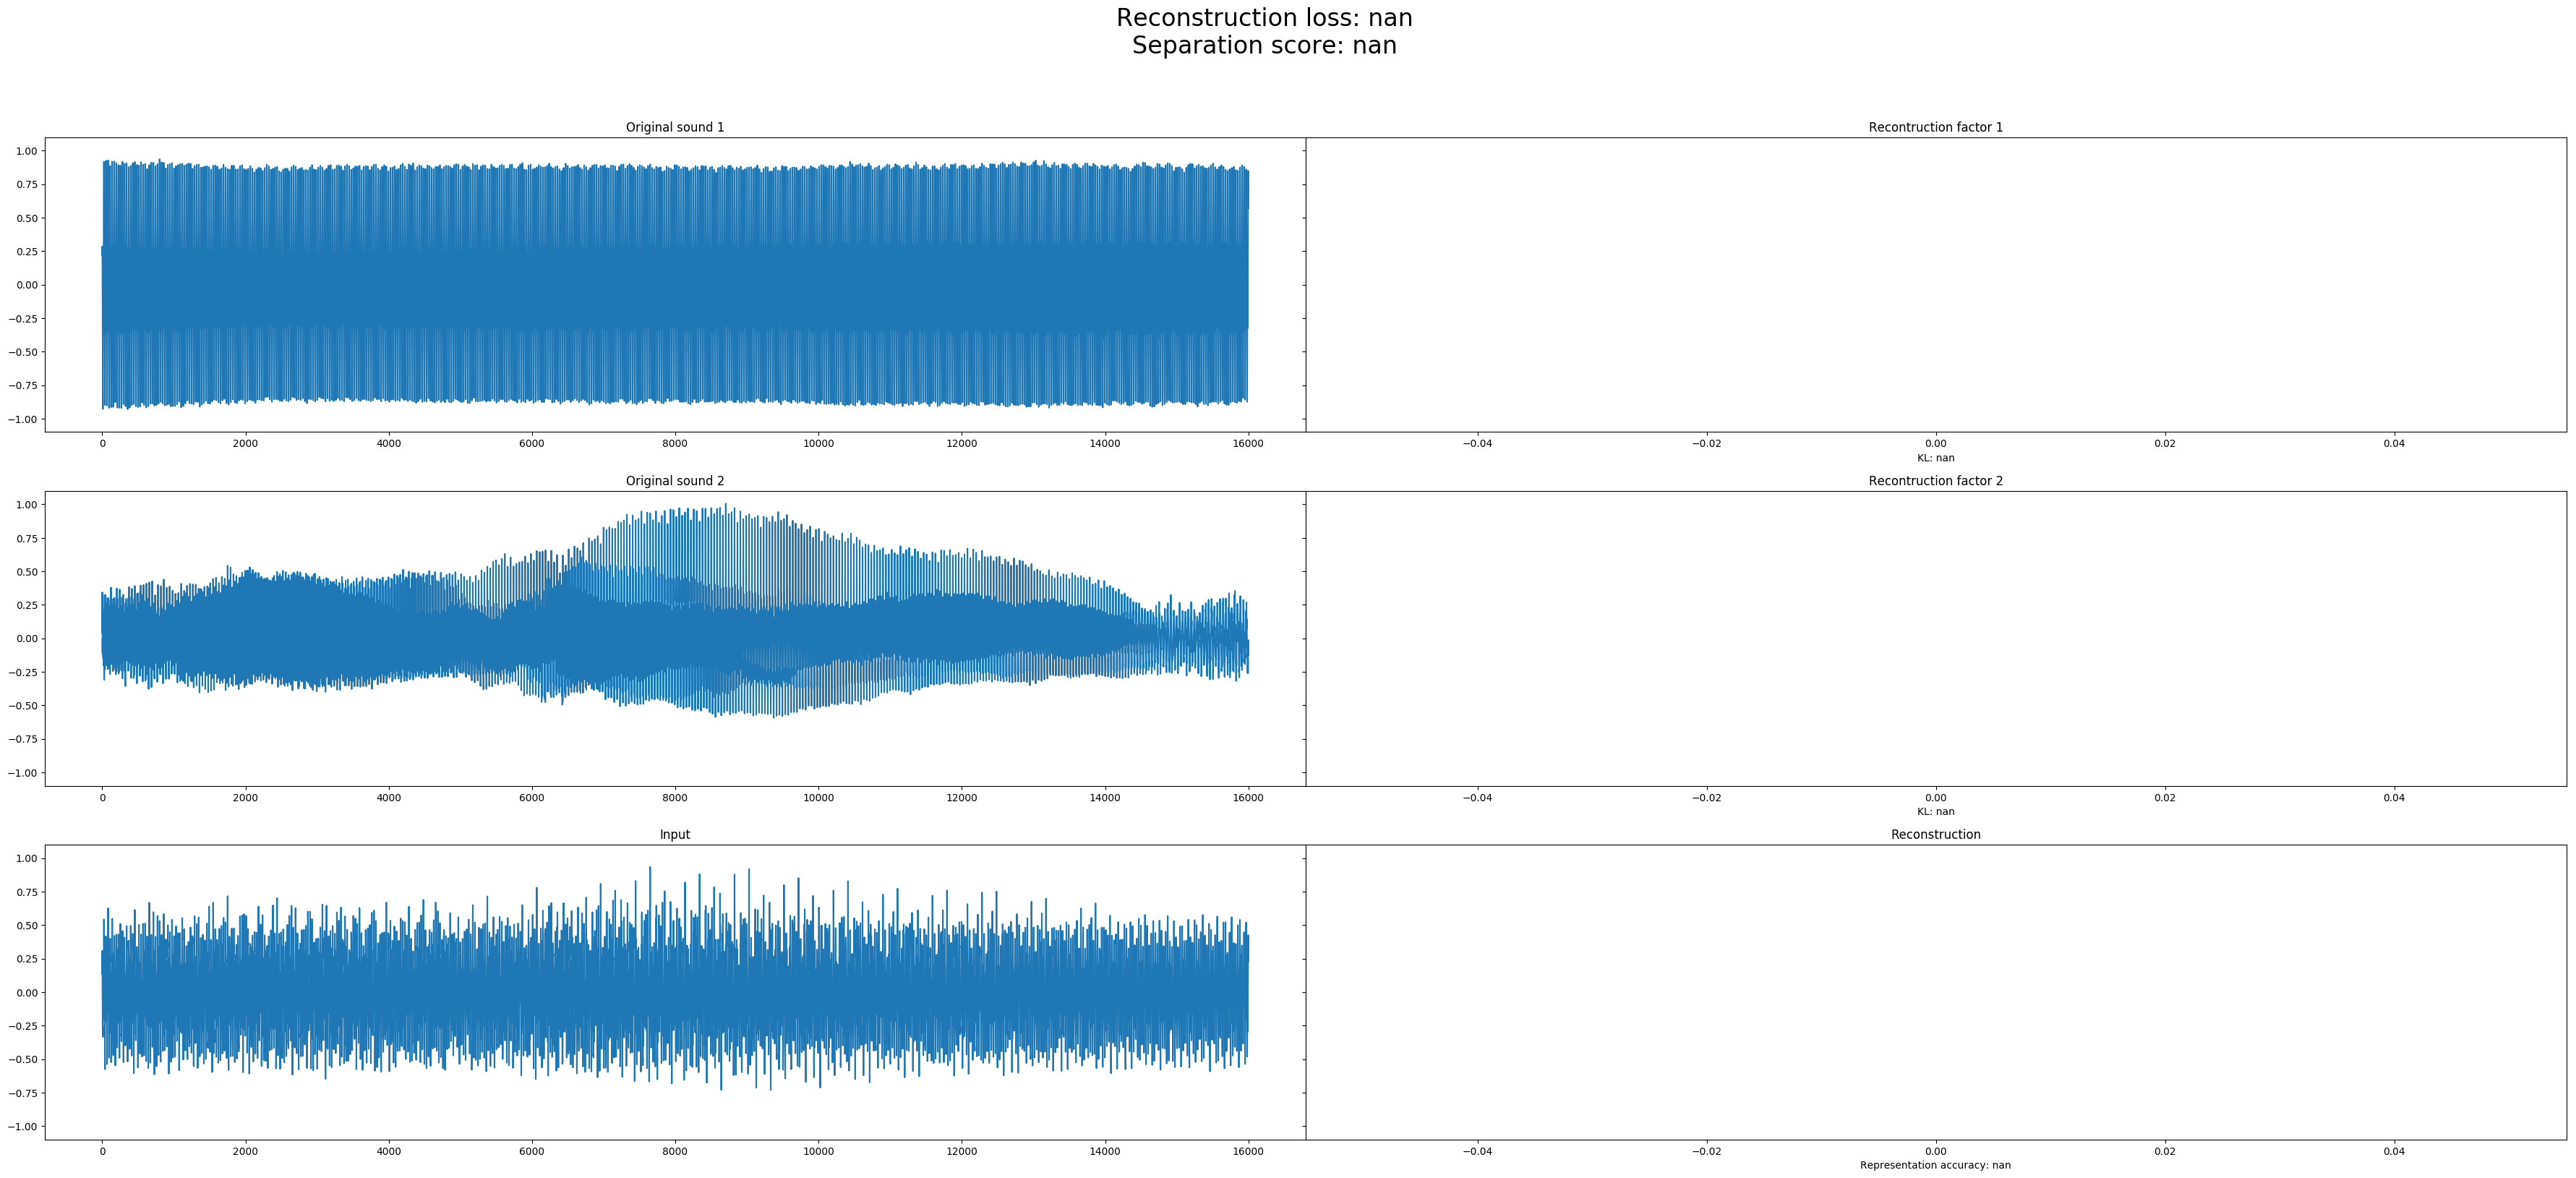 Reconstruction loss: nan
Separation score: nan
Original sound 1
Recontruction factor 1
1.00
0.75
0.50
0.25
0.00
−0.25
−0.50
−0.75
−1.00
0 2000 4000 6000 8000 10000 12000 14000 16000
−0.04 −0.02 0.00 0.02 0.04
KL: nan
Original sound 2
Recontruction factor 2
1.00
0.75
0.50
0.25
0.00
−0.25
−0.50
−0.75
−1.00
0 2000 4000 6000 8000 10000 12000 14000 16000
−0.04 −0.02 0.00 0.02 0.04
KL: nan
Input
Reconstruction
1.00
0.75
0.50
0.25
0.00
−0.25
−0.50
−0.75
−1.00
0 2000 4000 6000 8000 10000 12000 14000 16000
−0.04 −0.02 0.00 0.02 0.04
Representation accuracy: nan